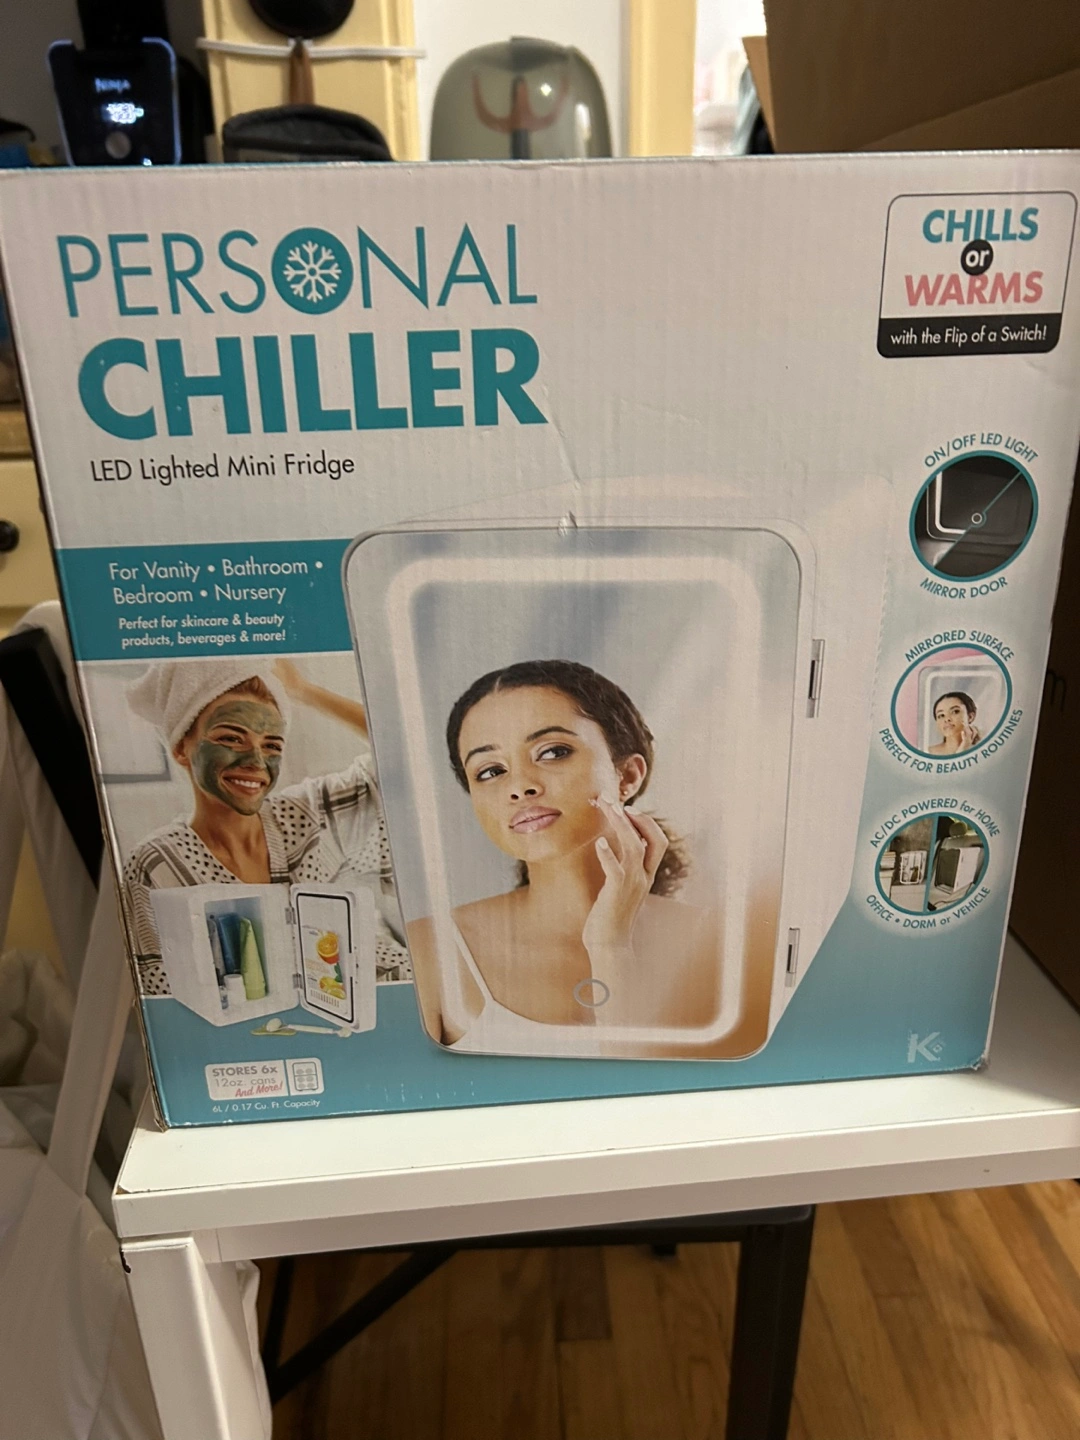 NINJA
PERSONAL
CHILLER
LED Lighted Mini Fridge
CHILLS
or
WARMS
with the Flip of a Switch!
For Vanity • Bathroom •
Bedroom • Nursery
Perfect for skincare & beauty
products, beverages & more!
ON/OFF LED LIGHT
MIRROR DOOR
MIRRORED SURFACE
PERFECT FOR BEAUTY ROUTINES
AC/DC POWERED for HOME
OFFICE • DORM or VEHICLE
STORES 6x
12oz. cans
And More!
6L / 0.17 Cu. Ft. Capacity
K